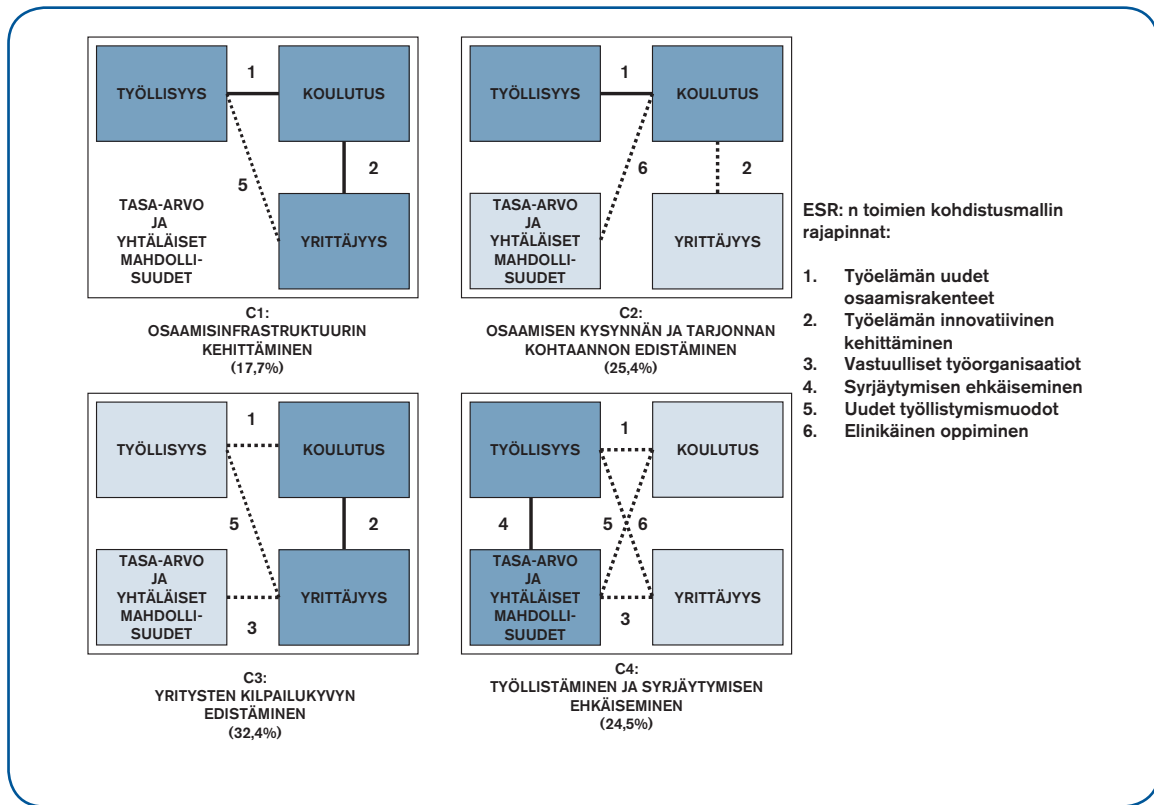 TYÖLLISYYS
1
KOULUTUS
5
2
TASA-ARVO
JA
YHTÄLÄISET
MAHDOLLI-
SUUDET
YRITTÄJYYS
C1:
OSAAMISINFRASTRUKTUURIN
KEHITTÄMINEN
(17,7%)
TYÖLLISYYS
1
KOULUTUS
6
2
TASA-ARVO
JA
YHTÄLÄISET
MAHDOLLI-
SUUDET
YRITTÄJYYS
C2:
OSAAMISEN KYSYNNÄN JA TARJONNAN
KOHTAANNON EDISTÄMINEN
(25,4%)
TYÖLLISYYS
1
KOULUTUS
5
2
TASA-ARVO
JA
YHTÄLÄISET
MAHDOLLI-
SUUDET
3
YRITTÄJYYS
C3:
YRITYSTEN KILPAILUKYVYN
EDISTÄMINEN
(32,4%)
TYÖLLISYYS
1
KOULUTUS
4
5
6
TASA-ARVO
JA
YHTÄLÄISET
MAHDOLLI-
SUUDET
3
YRITTÄJYYS
C4:
TYÖLLISTÄMINEN JA SYRJÄYTYMISEN
EHKÄISEMINEN
(24,5%)
ESR: n toimien kohdistusmallin
rajapinnat:
1. Työelämän uudet
osaamisrakenteet
2. Työelämän innovatiivinen
kehittäminen
3. Vastuulliset työorganisaatiot
4. Syrjäytymisen ehkäiseminen
5. Uudet työllistymismuodot
6. Elinikäinen oppiminen